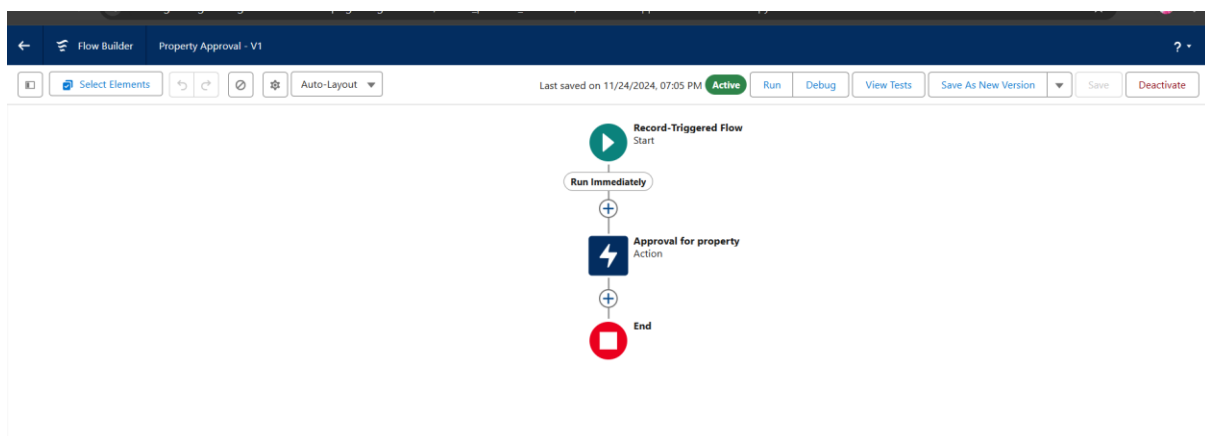 Flow Builder Property Approval - V1 ?
Select Elements Auto-Layout Last saved on 11/24/2024, 07:05 PM Active Run Debug View Tests Save As New Version Save Deactivate
Record-Triggered Flow
Start
Run Immediately
Approval for property
Action
End